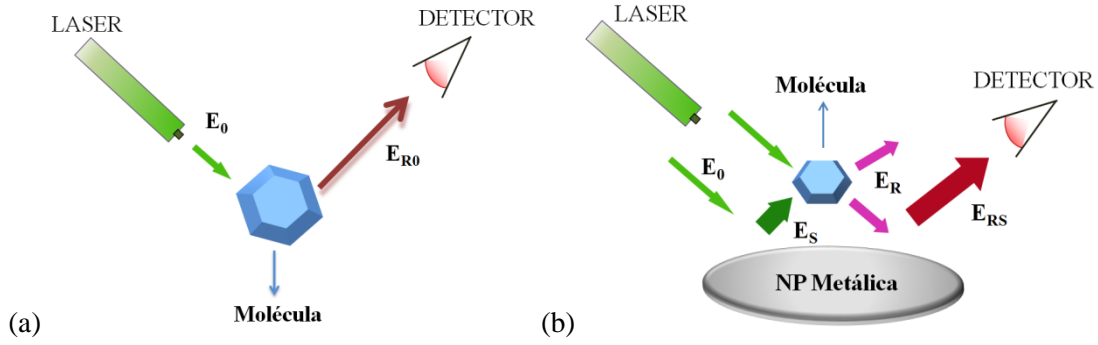 LASER
DETECTOR
E0
ER0
Molécula
(a)
LASER
Molécula
DETECTOR
E0
ER
ES
ERS
NP Metálica
(b)